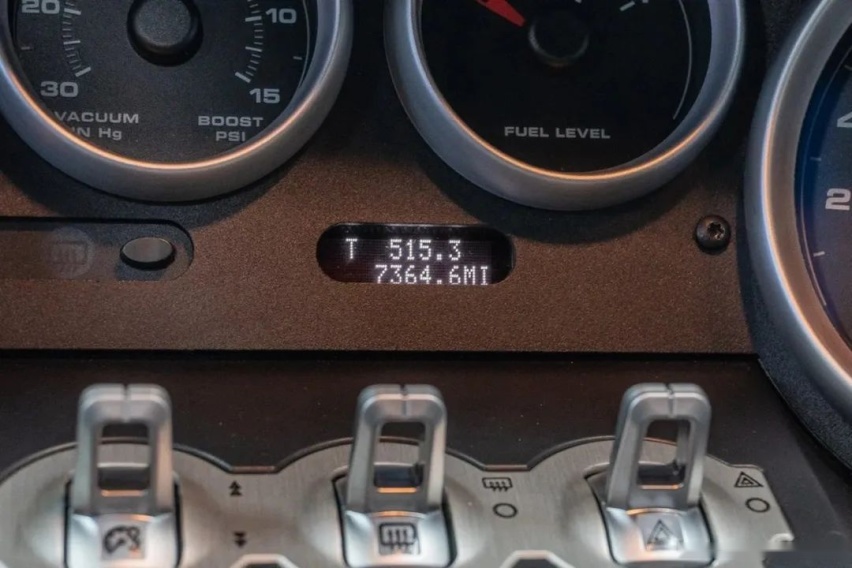 20
10
30
15
VACUUM
IN Hg
BOOST
PSI
FUEL LEVEL
T 515.3
7364.6MI
2